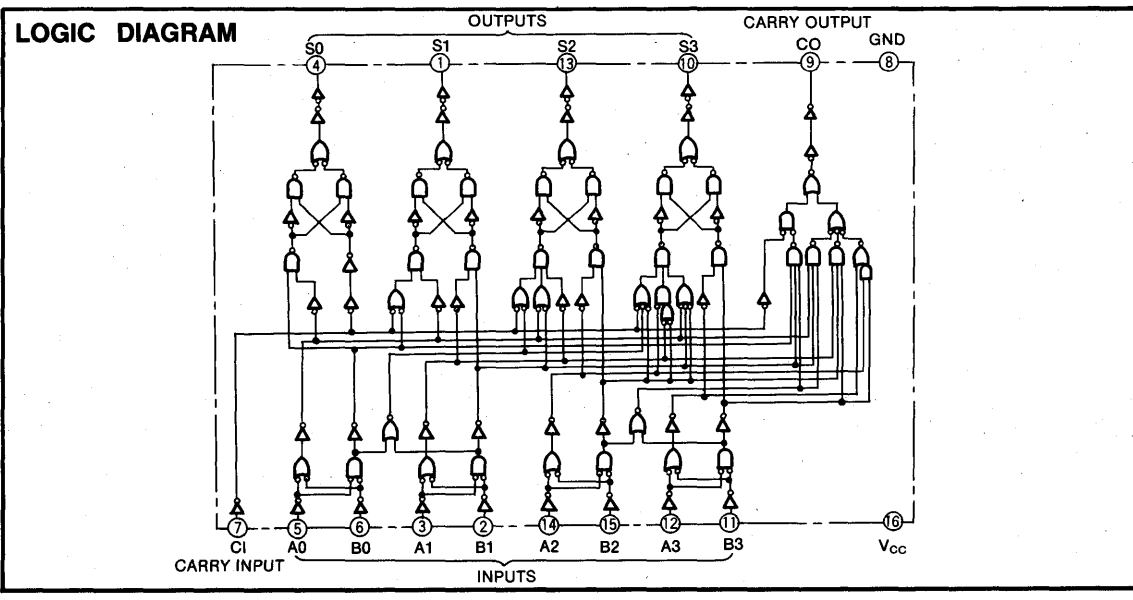 LOGIC DIAGRAM
OUTPUTS
CARRY OUTPUT
S0 S1 S2 S3 CO GND
4 1 13 10 9 8
7 5 6 3 2 14 15 12 11 16
CI A0 B0 A1 B1 A2 B2 A3 B3 VCC
CARRY INPUT
INPUTS